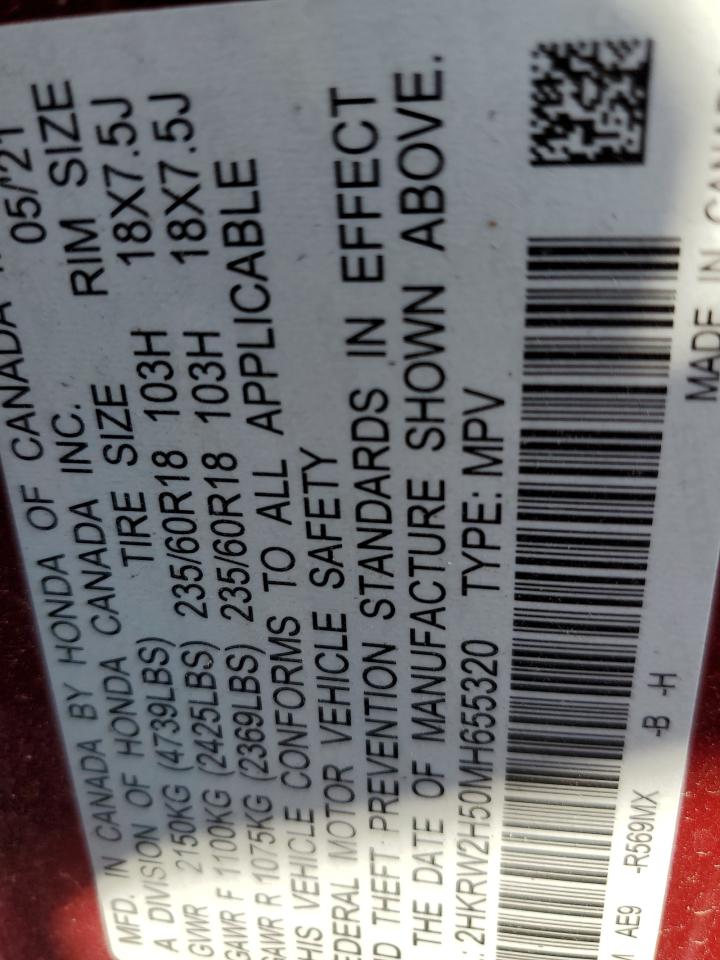 MFD. IN CANADA BY HONDA OF CANADA 05/'21
A DIVISION OF HONDA CANADA INC.
TIRE SIZE RIM SIZE
GVWR 2150KG (4739LBS)
GAWR F 1100KG (2425LBS) 235/60R18 103H 18X7.5J
GAWR R 1075KG (2369LBS) 235/60R18 103H 18X7.5J
HIS VEHICLE CONFORMS TO ALL APPLICABLE
EDERAL MOTOR VEHICLE SAFETY
D THEFT PREVENTION STANDARDS IN EFFECT
THE DATE OF MANUFACTURE SHOWN ABOVE.
.: 2HKRW2H50MH655320 TYPE: MPV
AE9 -R569MX -B -H
MADE IN